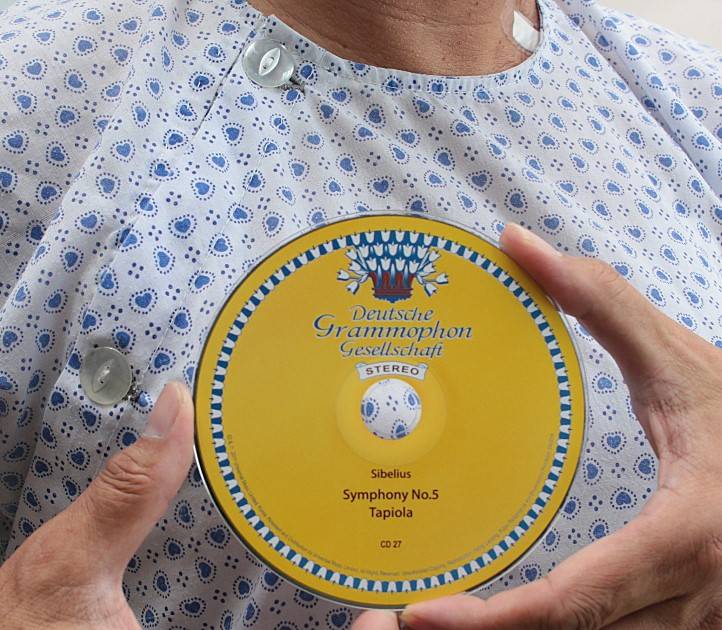 Deutsche
Grammophon
Gesellschaft
STEREO
Sibelius
Symphony No.5
Tapiola
CD 27